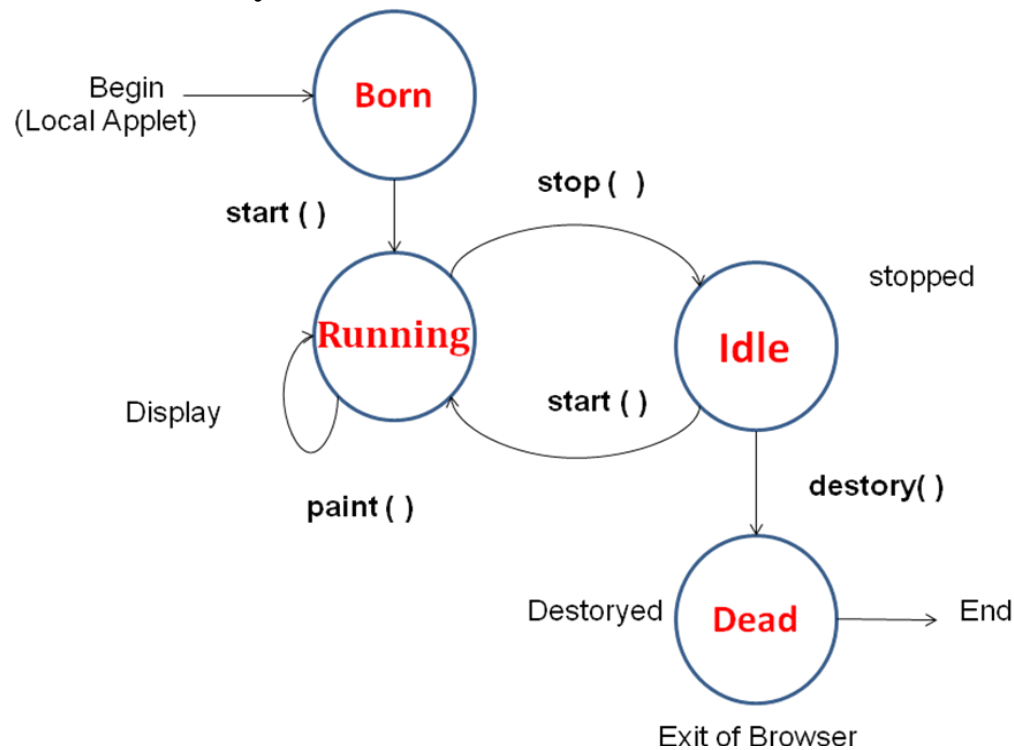 Begin
(Local Applet)
Born
start ( )
stop (  )
stopped
Running
Idle
Display
start ( )
paint ( )
destory( )
Destoryed
Dead
End
Exit of Browser